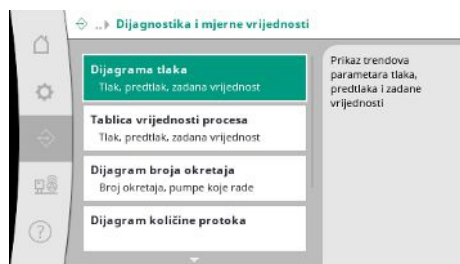 ..▸ Dijagnostika i mjerne vrijednosti
Dijagrama tlaka
Tlak, predtlak, zadana vrijednost
Tablica vrijednosti procesa
Tlak, predtlak, zadana vrijednost
Dijagram broja okretaja
Broj okretaja, pumpe koje rade
Dijagram količine protoka
Prikaz trendova
parametara tlaka,
predtlaka i zadane
vrijednosti
?